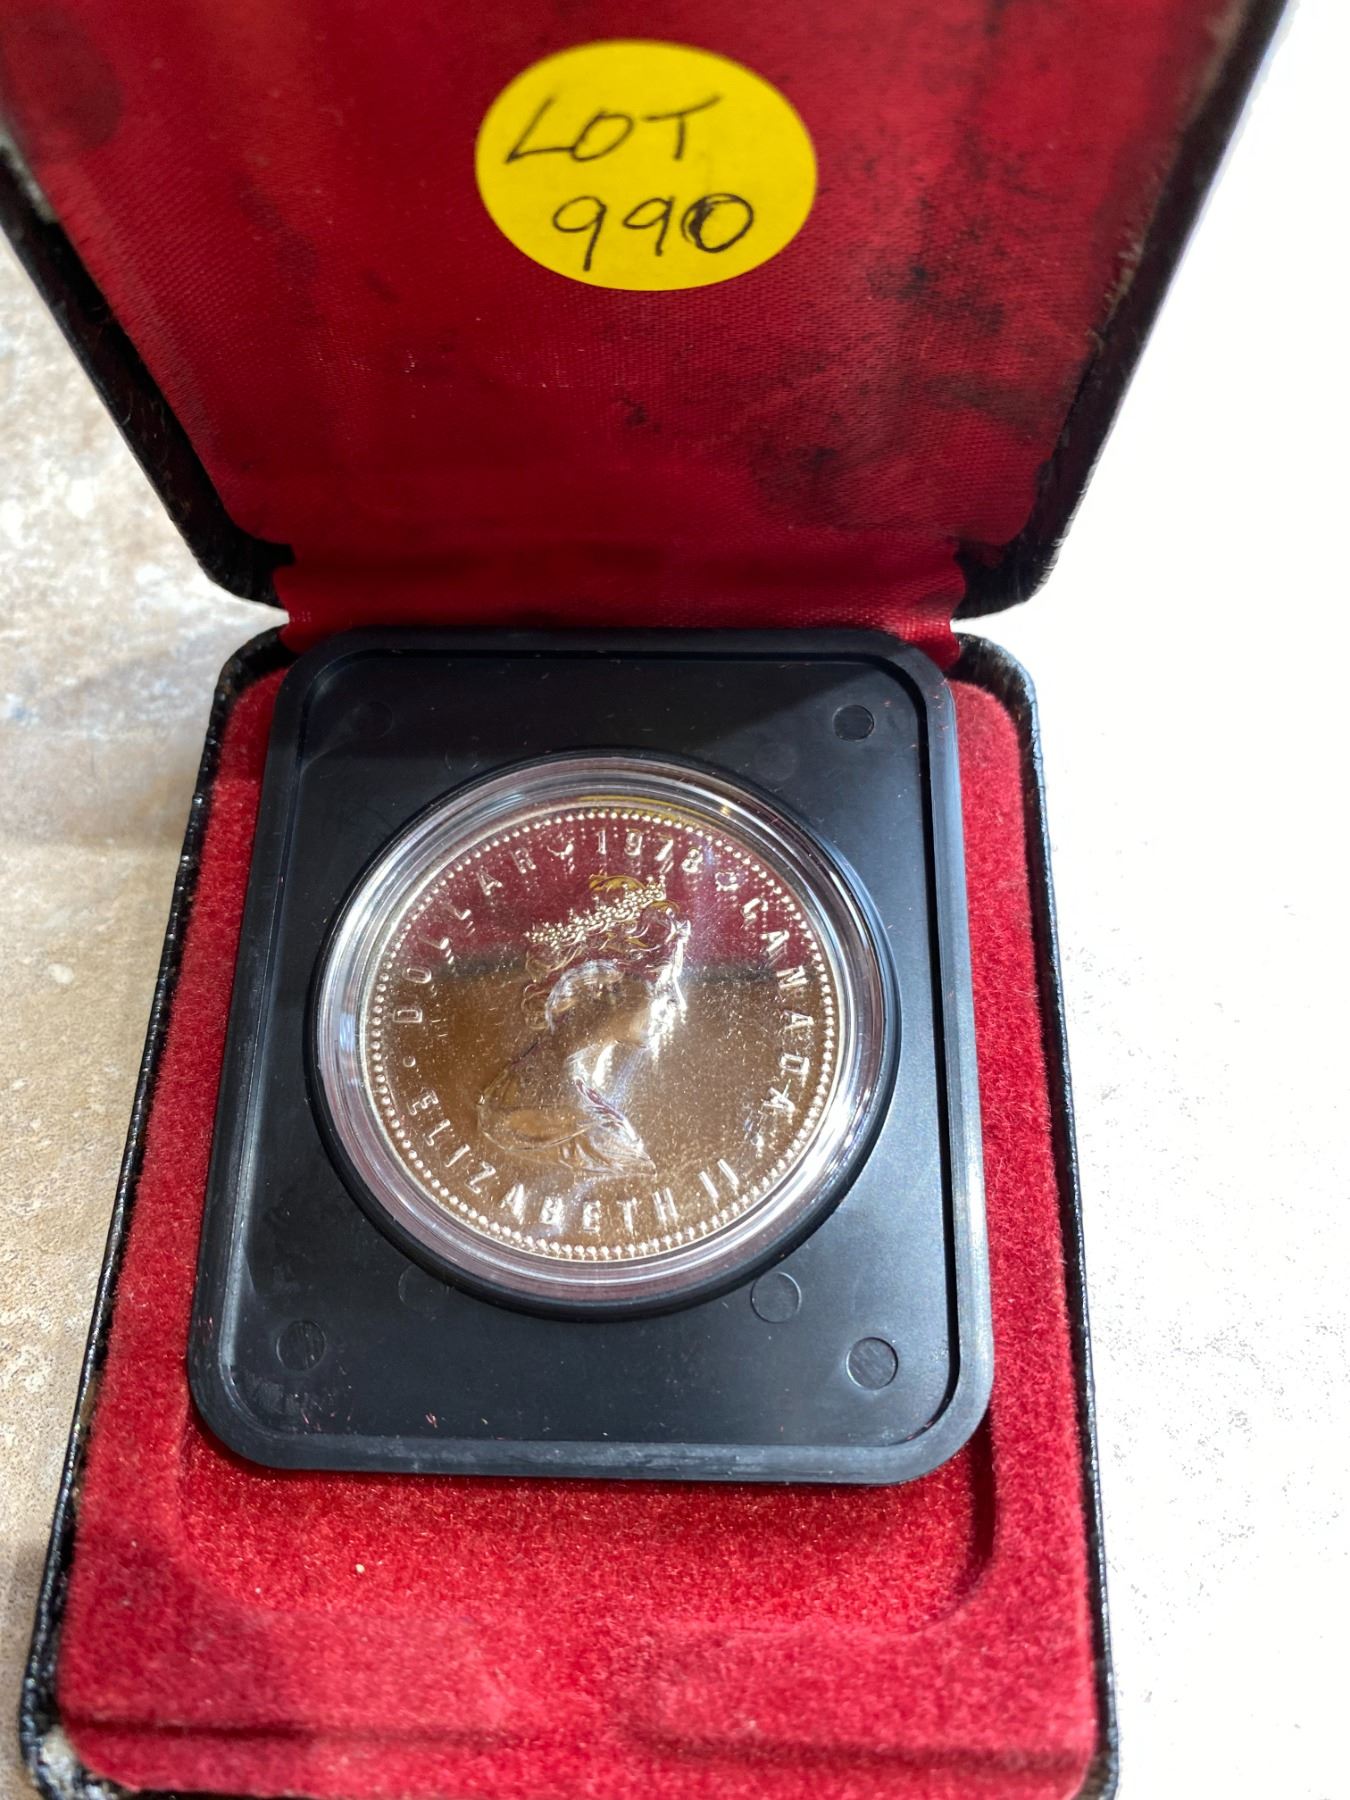 LOT
990
ELIZABETH II
DOLLAR 1978 CANADA